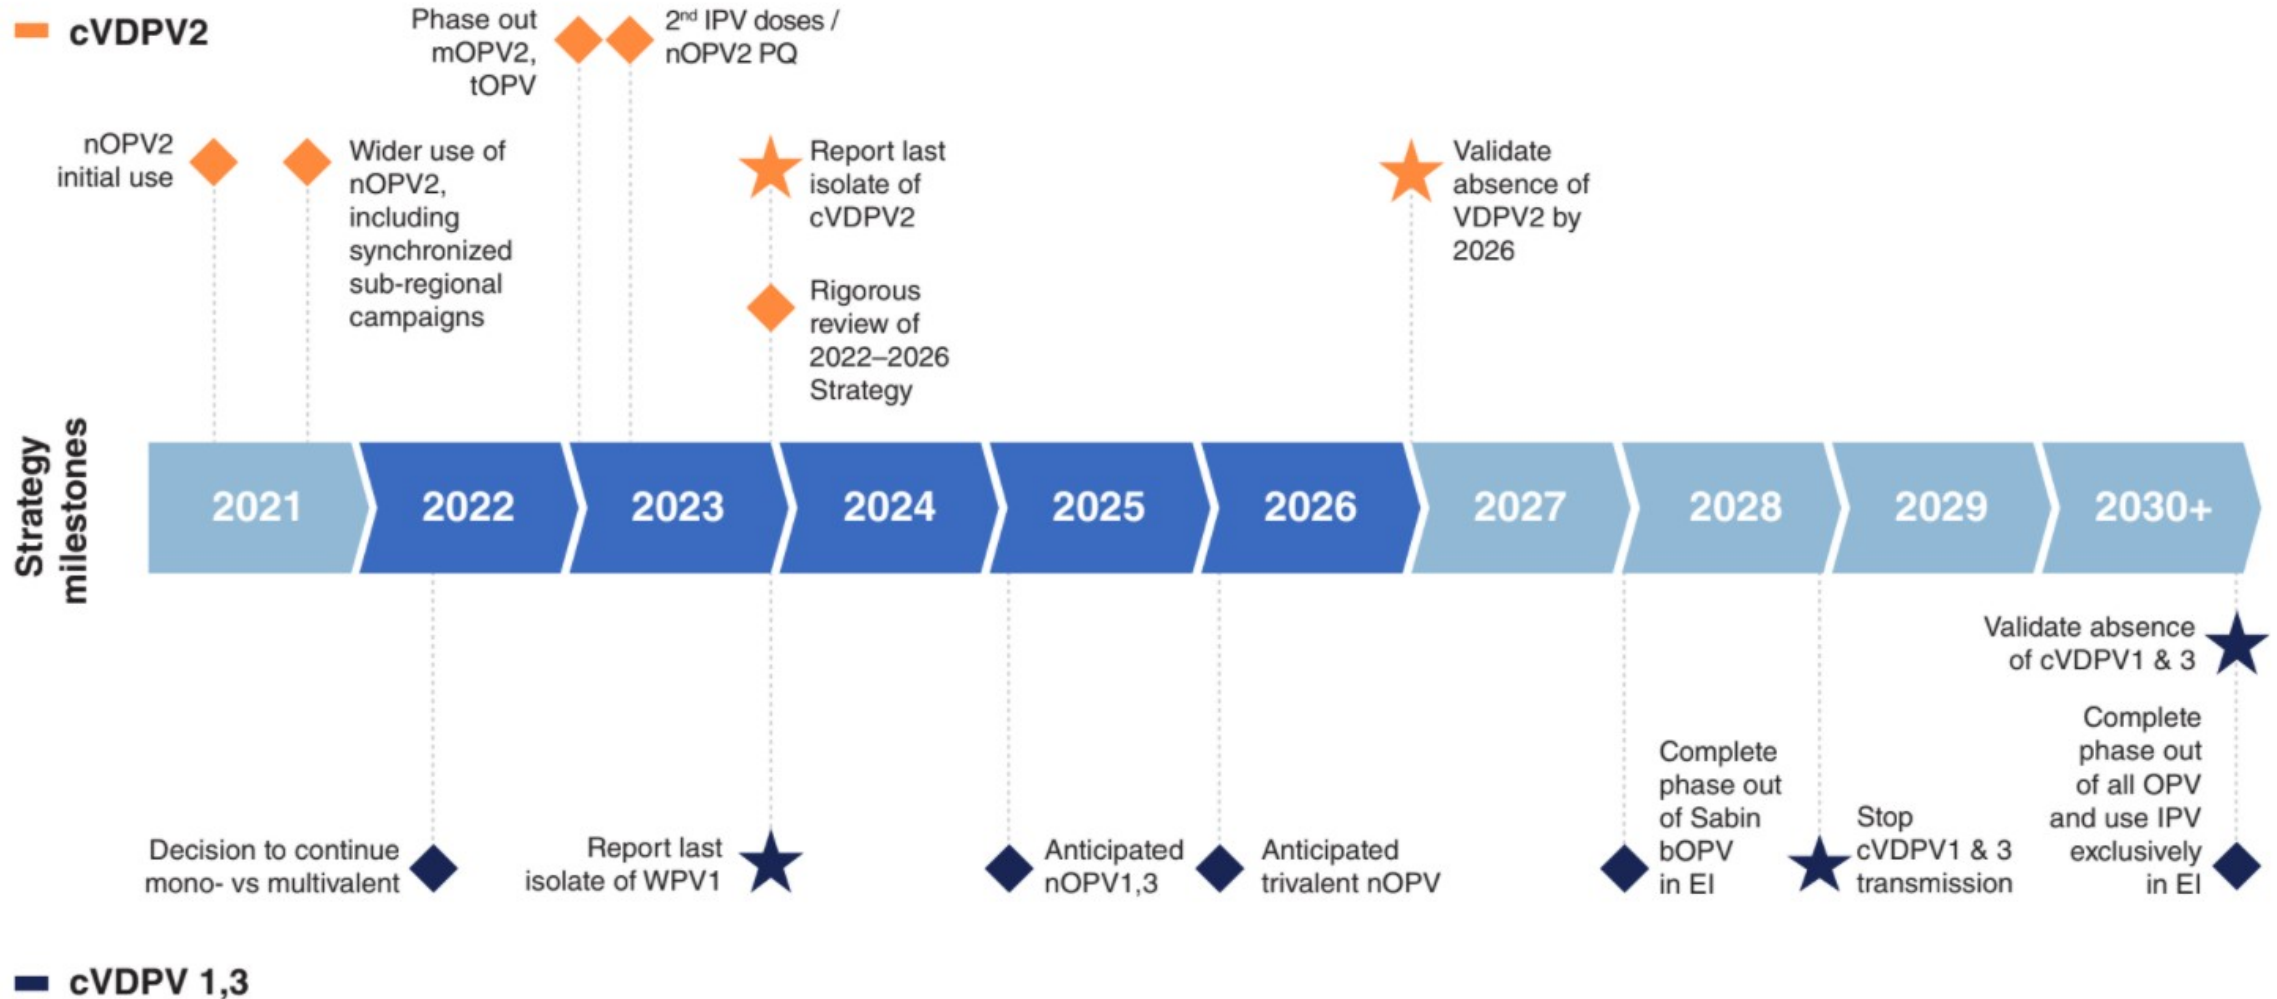 cVDPV2
Phase out
mOPV2,
tOPV
2nd IPV doses /
nOPV2 PQ
nOPV2
initial use
Wider use of
nOPV2,
including
synchronized
sub-regional
campaigns
Report last
isolate of
cVDPV2
Rigorous
review of
2022–2026
Strategy
Validate
absence of
VDPV2 by
2026
Strategy
milestones
2021
2022
2023
2024
2025
2026
2027
2028
2029
2030+
Decision to continue
mono- vs multivalent
Report last
isolate of WPV1
Anticipated
nOPV1,3
Anticipated
trivalent nOPV
Complete
phase out
of Sabin
bOPV
in EI
Stop
cVDPV1 & 3
transmission
Validate absence
of cVDPV1 & 3
Complete
phase out
of all OPV
and use IPV
exclusively
in EI
cVDPV 1,3